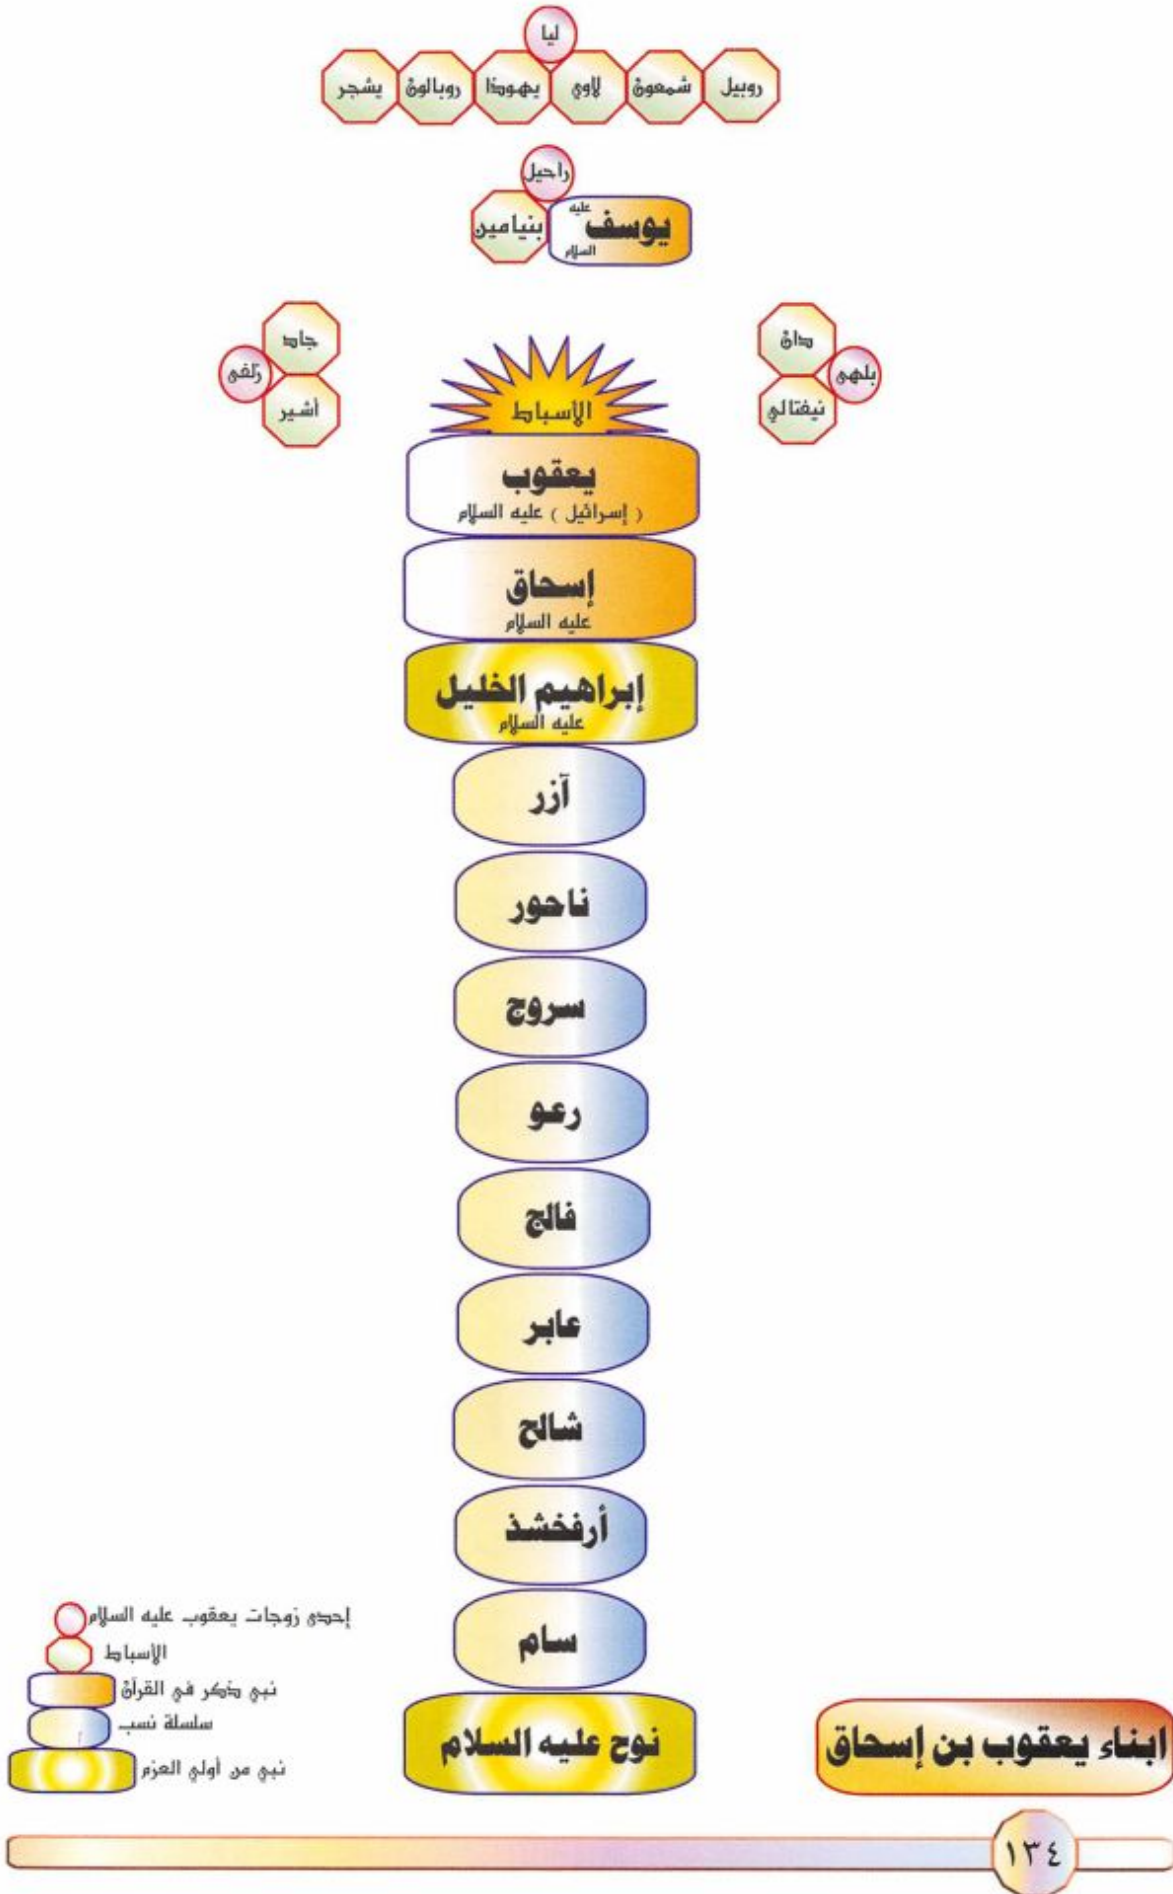 ليا
روبيل شمعون لاوي يهوذا روبالون يشجر
راحيل
يوسف عليه السلام بنيامين
دان
بلهى
نيفتالي
جاد
زلفى
أشير
الأسباط
يعقوب
( إسرائيل ) عليه السلام
إسحاق
عليه السلام
إبراهيم الخليل
عليه السلام
آزر
ناحور
سروج
رعو
فالج
عابر
شالح
أرفخشذ
سام
نوح عليه السلام
إحدى زوجات يعقوب عليه السلام
الأسباط
نبي ذكر في القرآن
سلسلة نسب
نبي من أولي العزم
ابناء يعقوب بن إسحاق
١٣٤